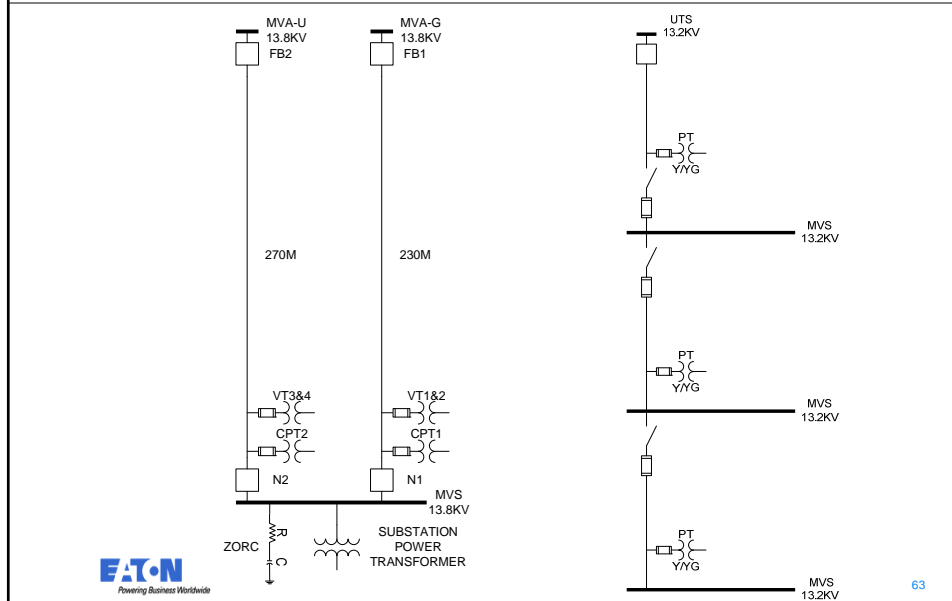 MVA-U
13.8KV
FB2
MVA-G
13.8KV
FB1
270M
230M
VT3&4
CPT2
N2
VT1&2
CPT1
N1
MVS
13.8KV
ZORC
R
C
SUBSTATION
POWER
TRANSFORMER
UTS
13.2KV
PT
Y/YG
MVS
13.2KV
PT
Y/YG
MVS
13.2KV
PT
Y/YG
MVS
13.2KV
EATON
Powering Business Worldwide
63